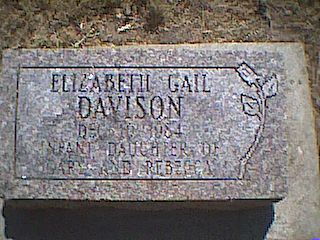 ELIZABETH GAIL
DAVISON
1984
INFANT DAUGHTER OF
AND REBECCA